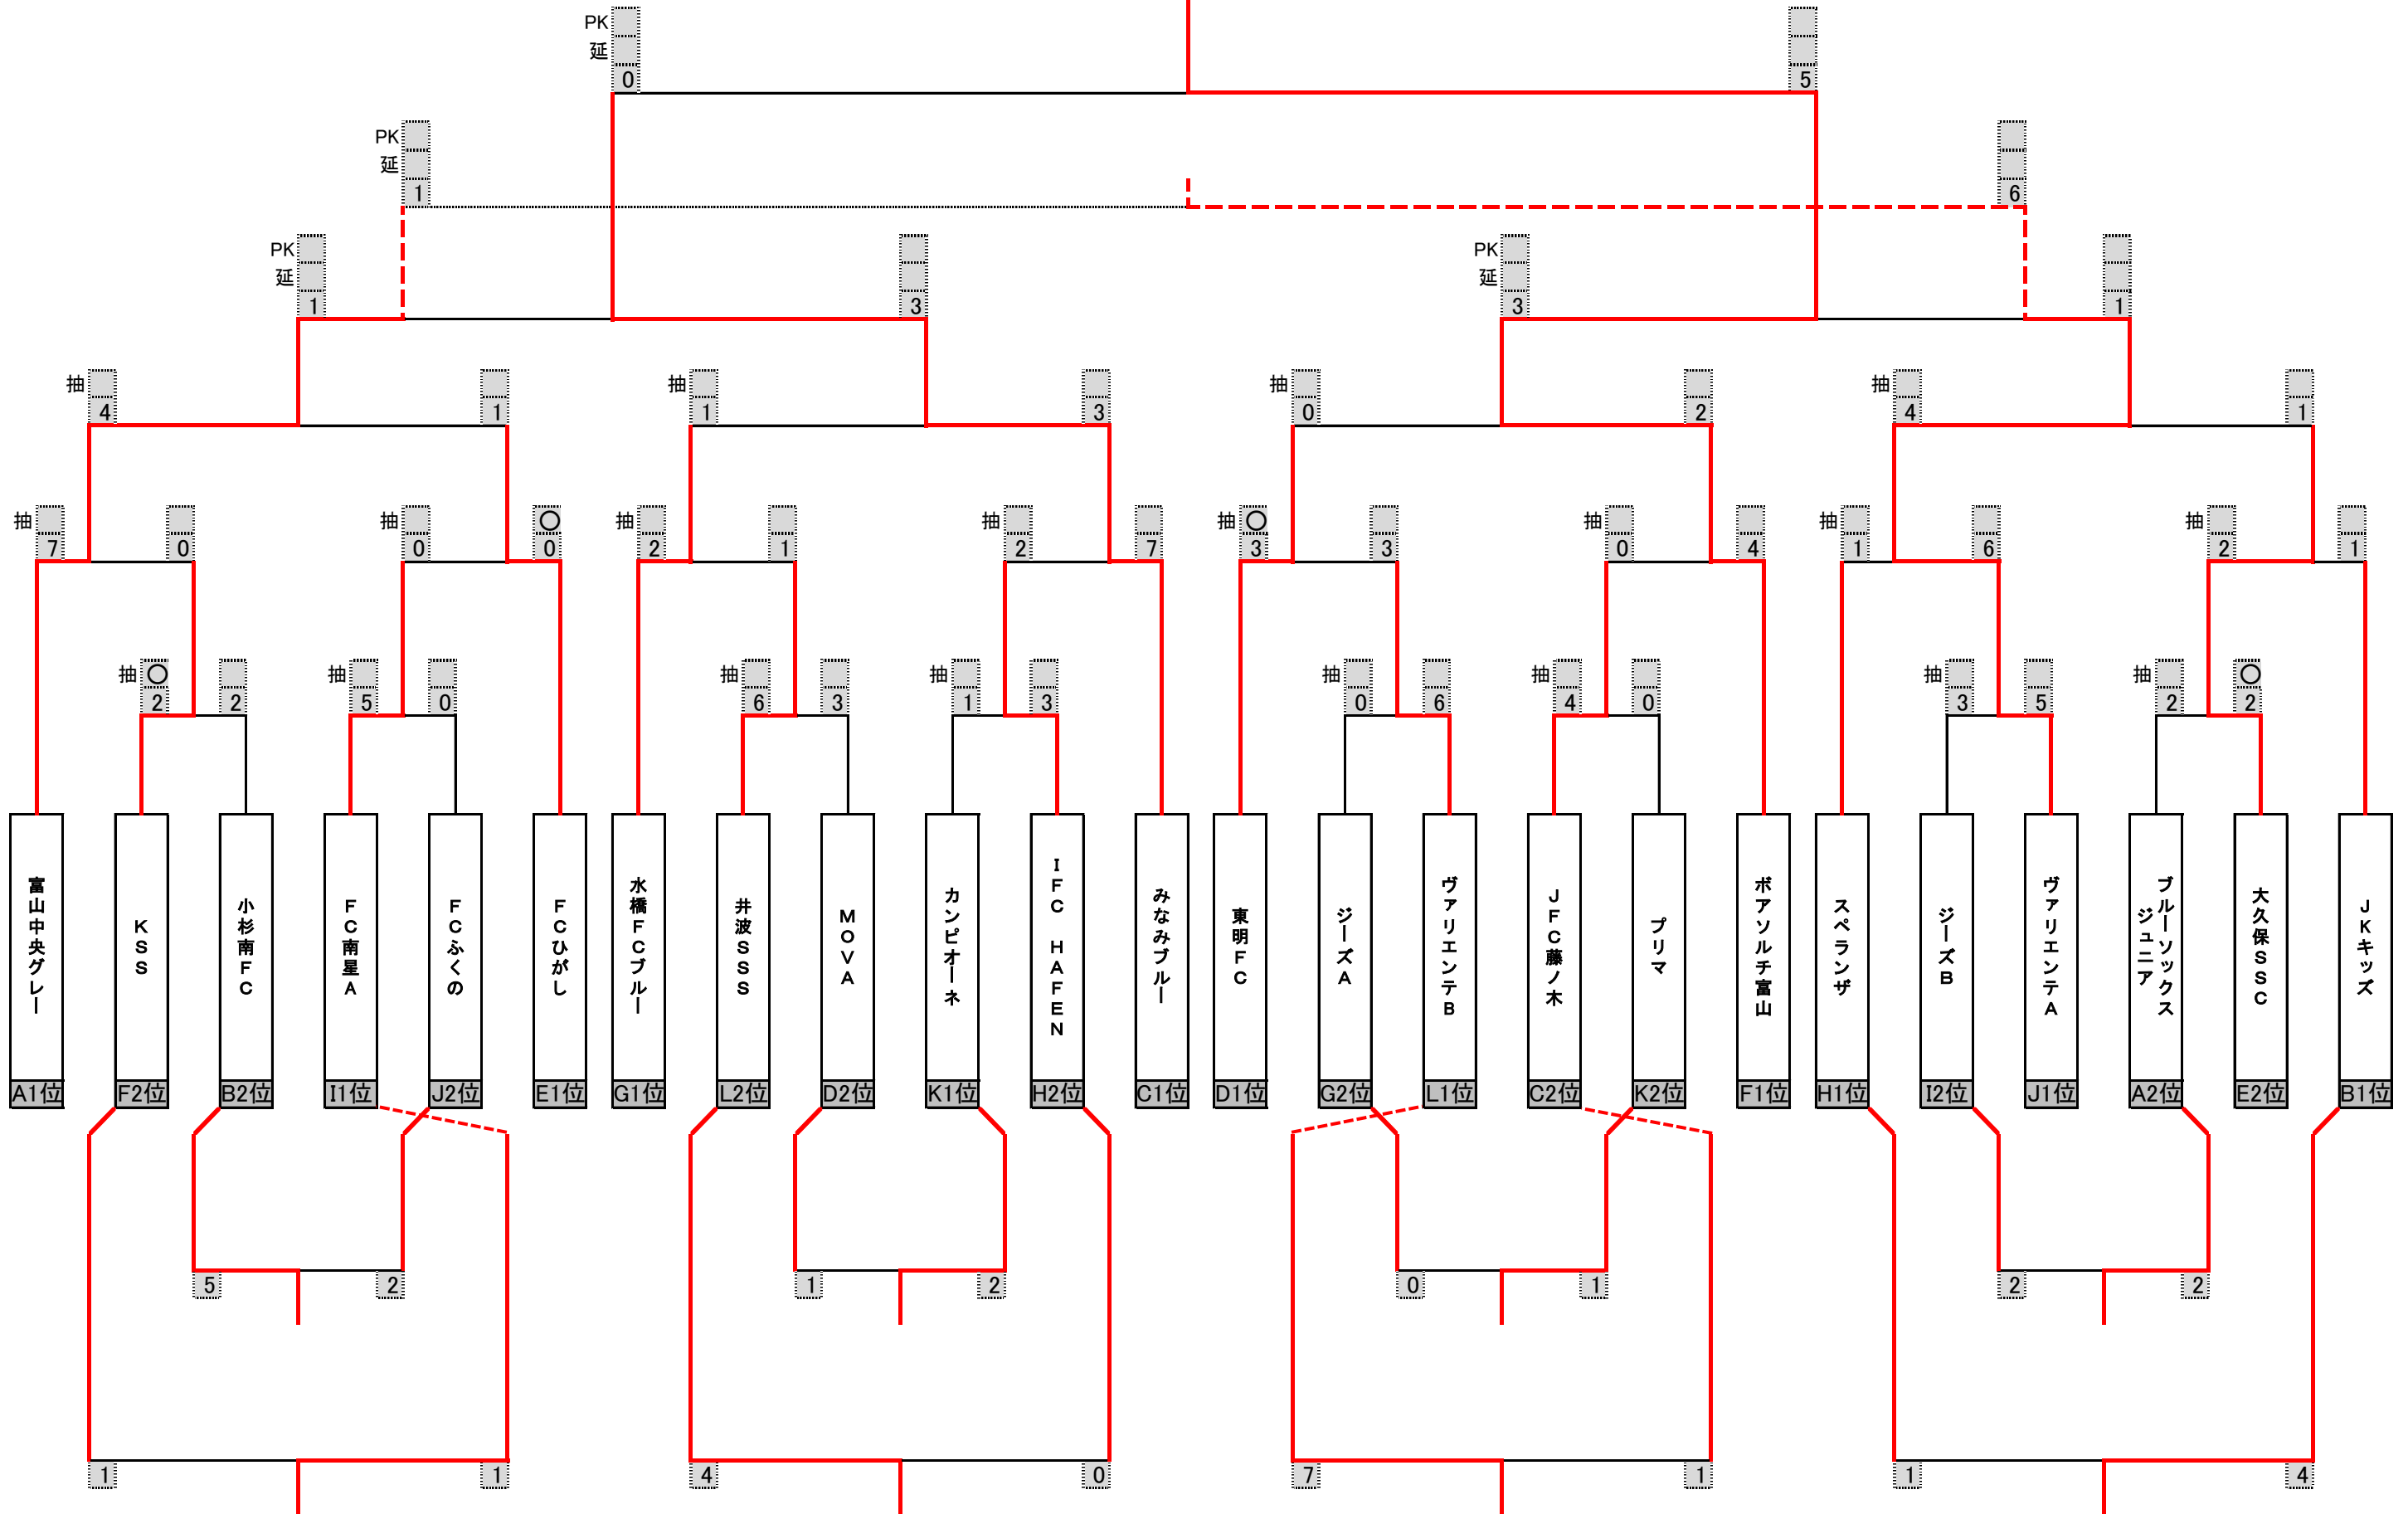 PK
延
0 5
PK
延
1 6
PK PK
延 延
1 3 3 1
抽 抽 抽 抽
4 1 1 3 0 2 4 1
抽 抽 ○ 抽 抽 抽 ○ 抽 抽 抽
7 0 0 0 2 1 2 7 3 3 0 4 1 6 2 1
抽 ○ 抽 抽 抽 抽 抽 抽 抽 ○
2 2 5 0 6 3 1 3 0 6 4 0 3 5 2 2
富山中央グレー
KSS
小杉南FC
FC南星A
FCふくの
FCひがし
水橋FCブルー
井波SSS
MOVA
カンピオーネ
IFC HAFEN
みなみブルー
東明FC
ジーズA
ヴァリエンテB
JFC藤ノ木
プリマ
ボアソルチ富山
スペランザ
ジーズB
ヴァリエンテA
ブルーソックス
ジュニア
大久保SSC
JKキッズ
A1位 F2位 B2位 I1位 J2位 E1位 G1位 L2位 D2位 K1位 H2位 C1位 D1位 G2位 L1位 C2位 K2位 F1位 H1位 I2位 J1位 A2位 E2位 B1位
5 2 1 2 0 1 2 2
1 1 4 0 7 1 1 4